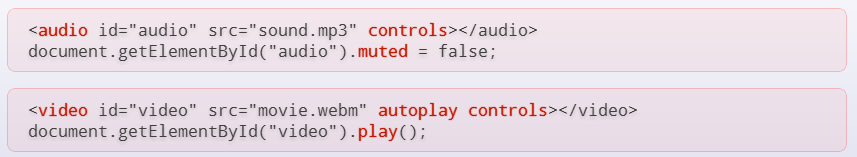 <audio id="audio" src="sound.mp3" controls></audio>
document.getElementById("audio").muted = false;
<video id="video" src="movie.webm" autoplay controls></video>
document.getElementById("video").play();